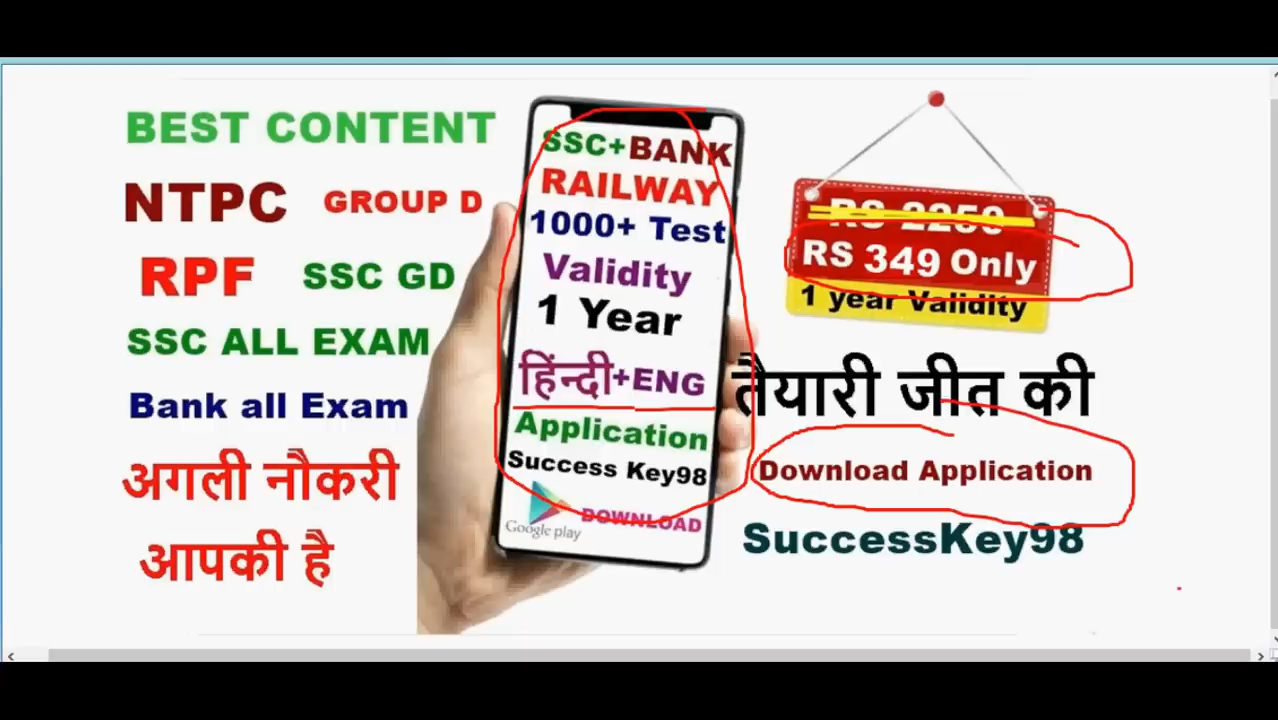 BEST CONTENT
NTPC GROUP D
RPF SSC GD
SSC ALL EXAM
Bank all Exam
अगली नौकरी
आपकी है
SSC+BANK
RAILWAY
1000+ Test
Validity
1 Year
हिंन्दी+ENG
Application
Success Key98
Google play DOWNLOAD
RS 2259
RS 349 Only
1 year Validity
तैयारी जीत की
Download Application
SuccessKey98